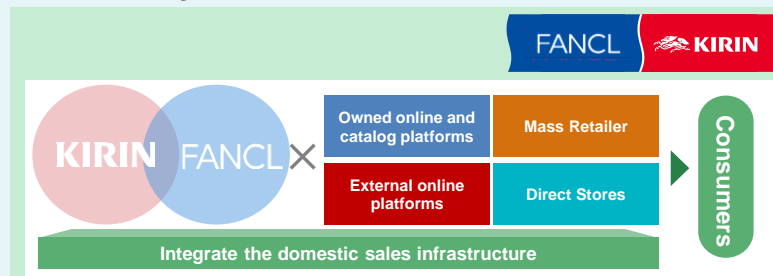 FANCL
KIRIN
KIRIN
FANCL
Owned online and
catalog platforms
Mass Retailer
External online
platforms
Direct Stores
Consumers
Integrate the domestic sales infrastructure